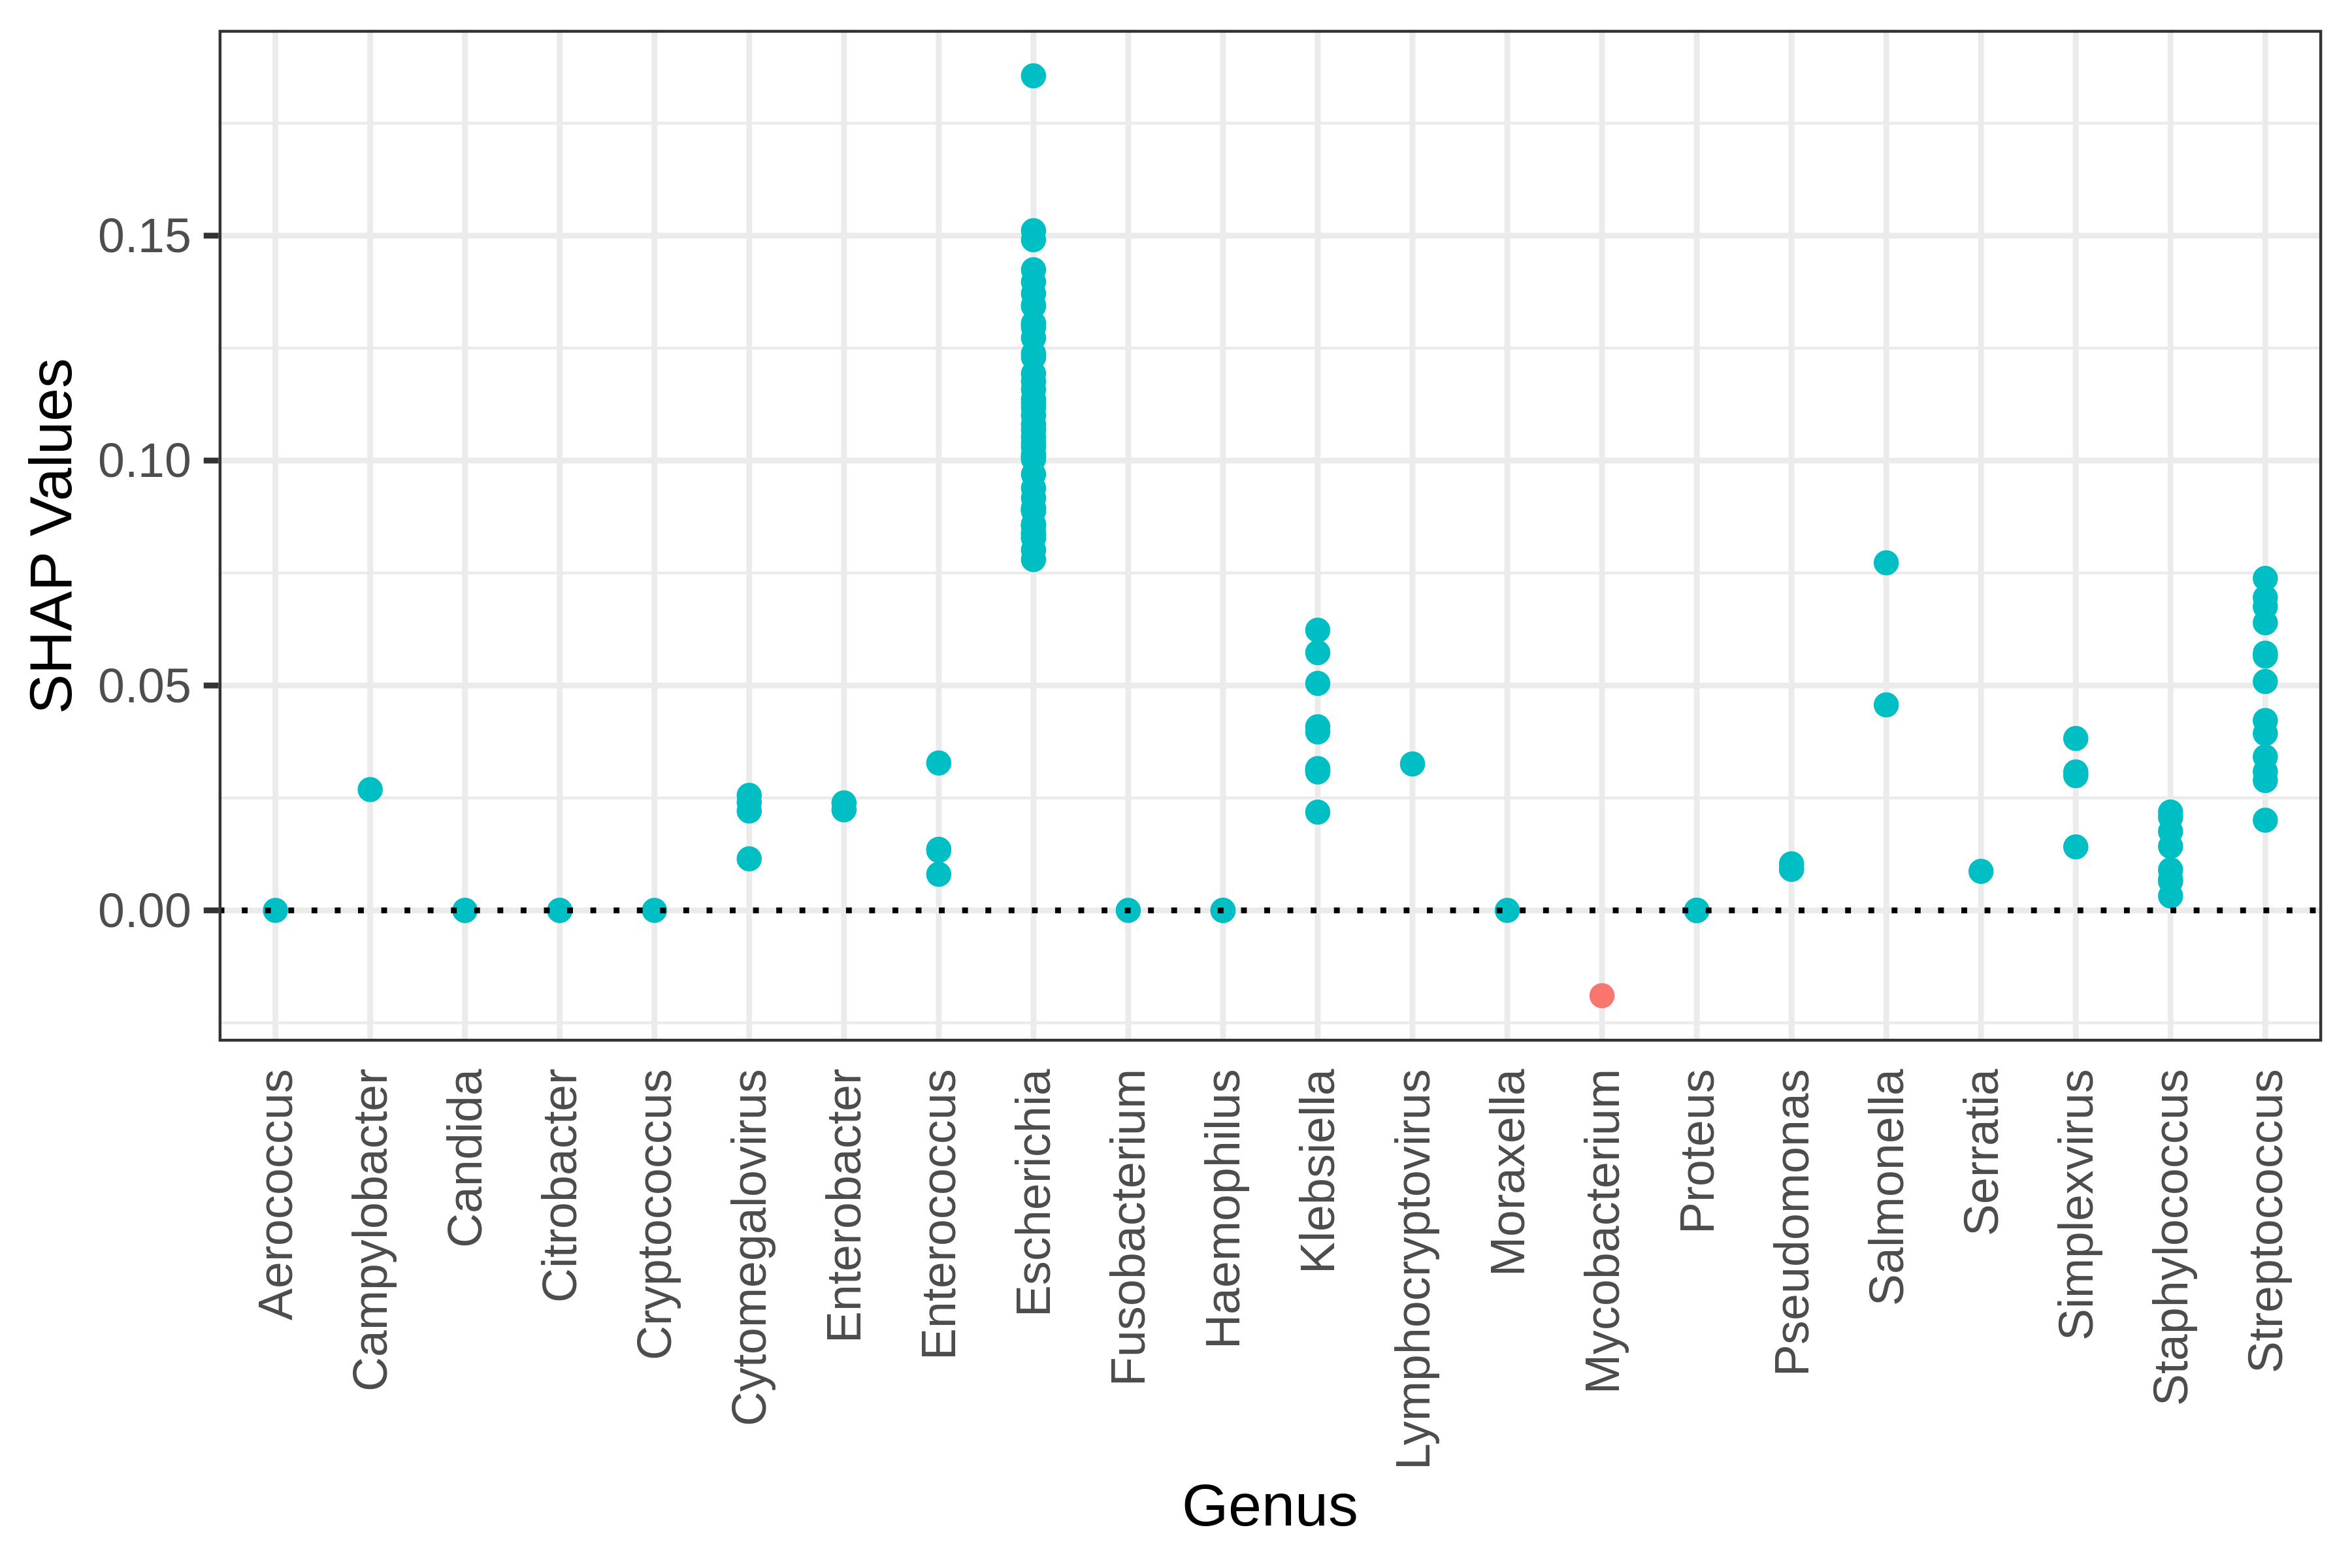 SHAP Values
0.15
0.10
0.05
0.00
Aerococcus
Campylobacter
Candida
Citrobacter
Cryptococcus
Cytomegalovirus
Enterobacter
Enterococcus
Escherichia
Fusobacterium
Haemophilus
Klebsiella
Lymphocryptovirus
Moraxella
Mycobacterium
Proteus
Pseudomonas
Salmonella
Serratia
Simplexvirus
Staphylococcus
Streptococcus
Genus